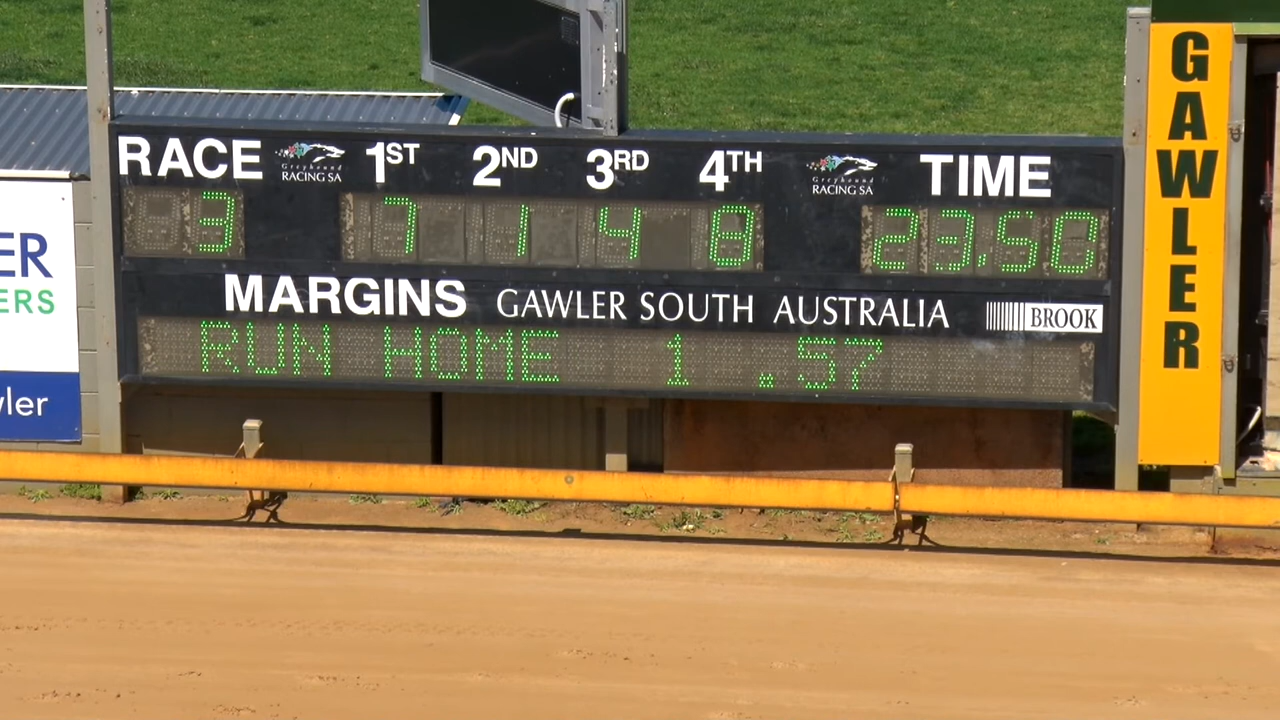 RACE Greyhound RACING SA 1ST 2ND 3RD 4TH Greyhound RACING SA TIME
3 7 1 4 8 23.50
MARGINS GAWLER SOUTH AUSTRALIA BROOK
RUN HOME 1 .57
GAWLER
ER
ERS
wler